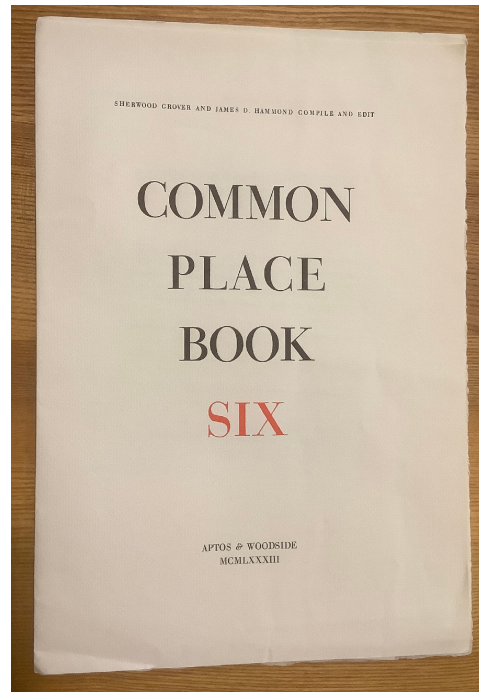 SHERWOOD GROVER AND JAMES D. HAMMOND COMPILE AND EDIT
COMMON
PLACE
BOOK
SIX
APTOS & WOODSIDE
MCMLXXXIII